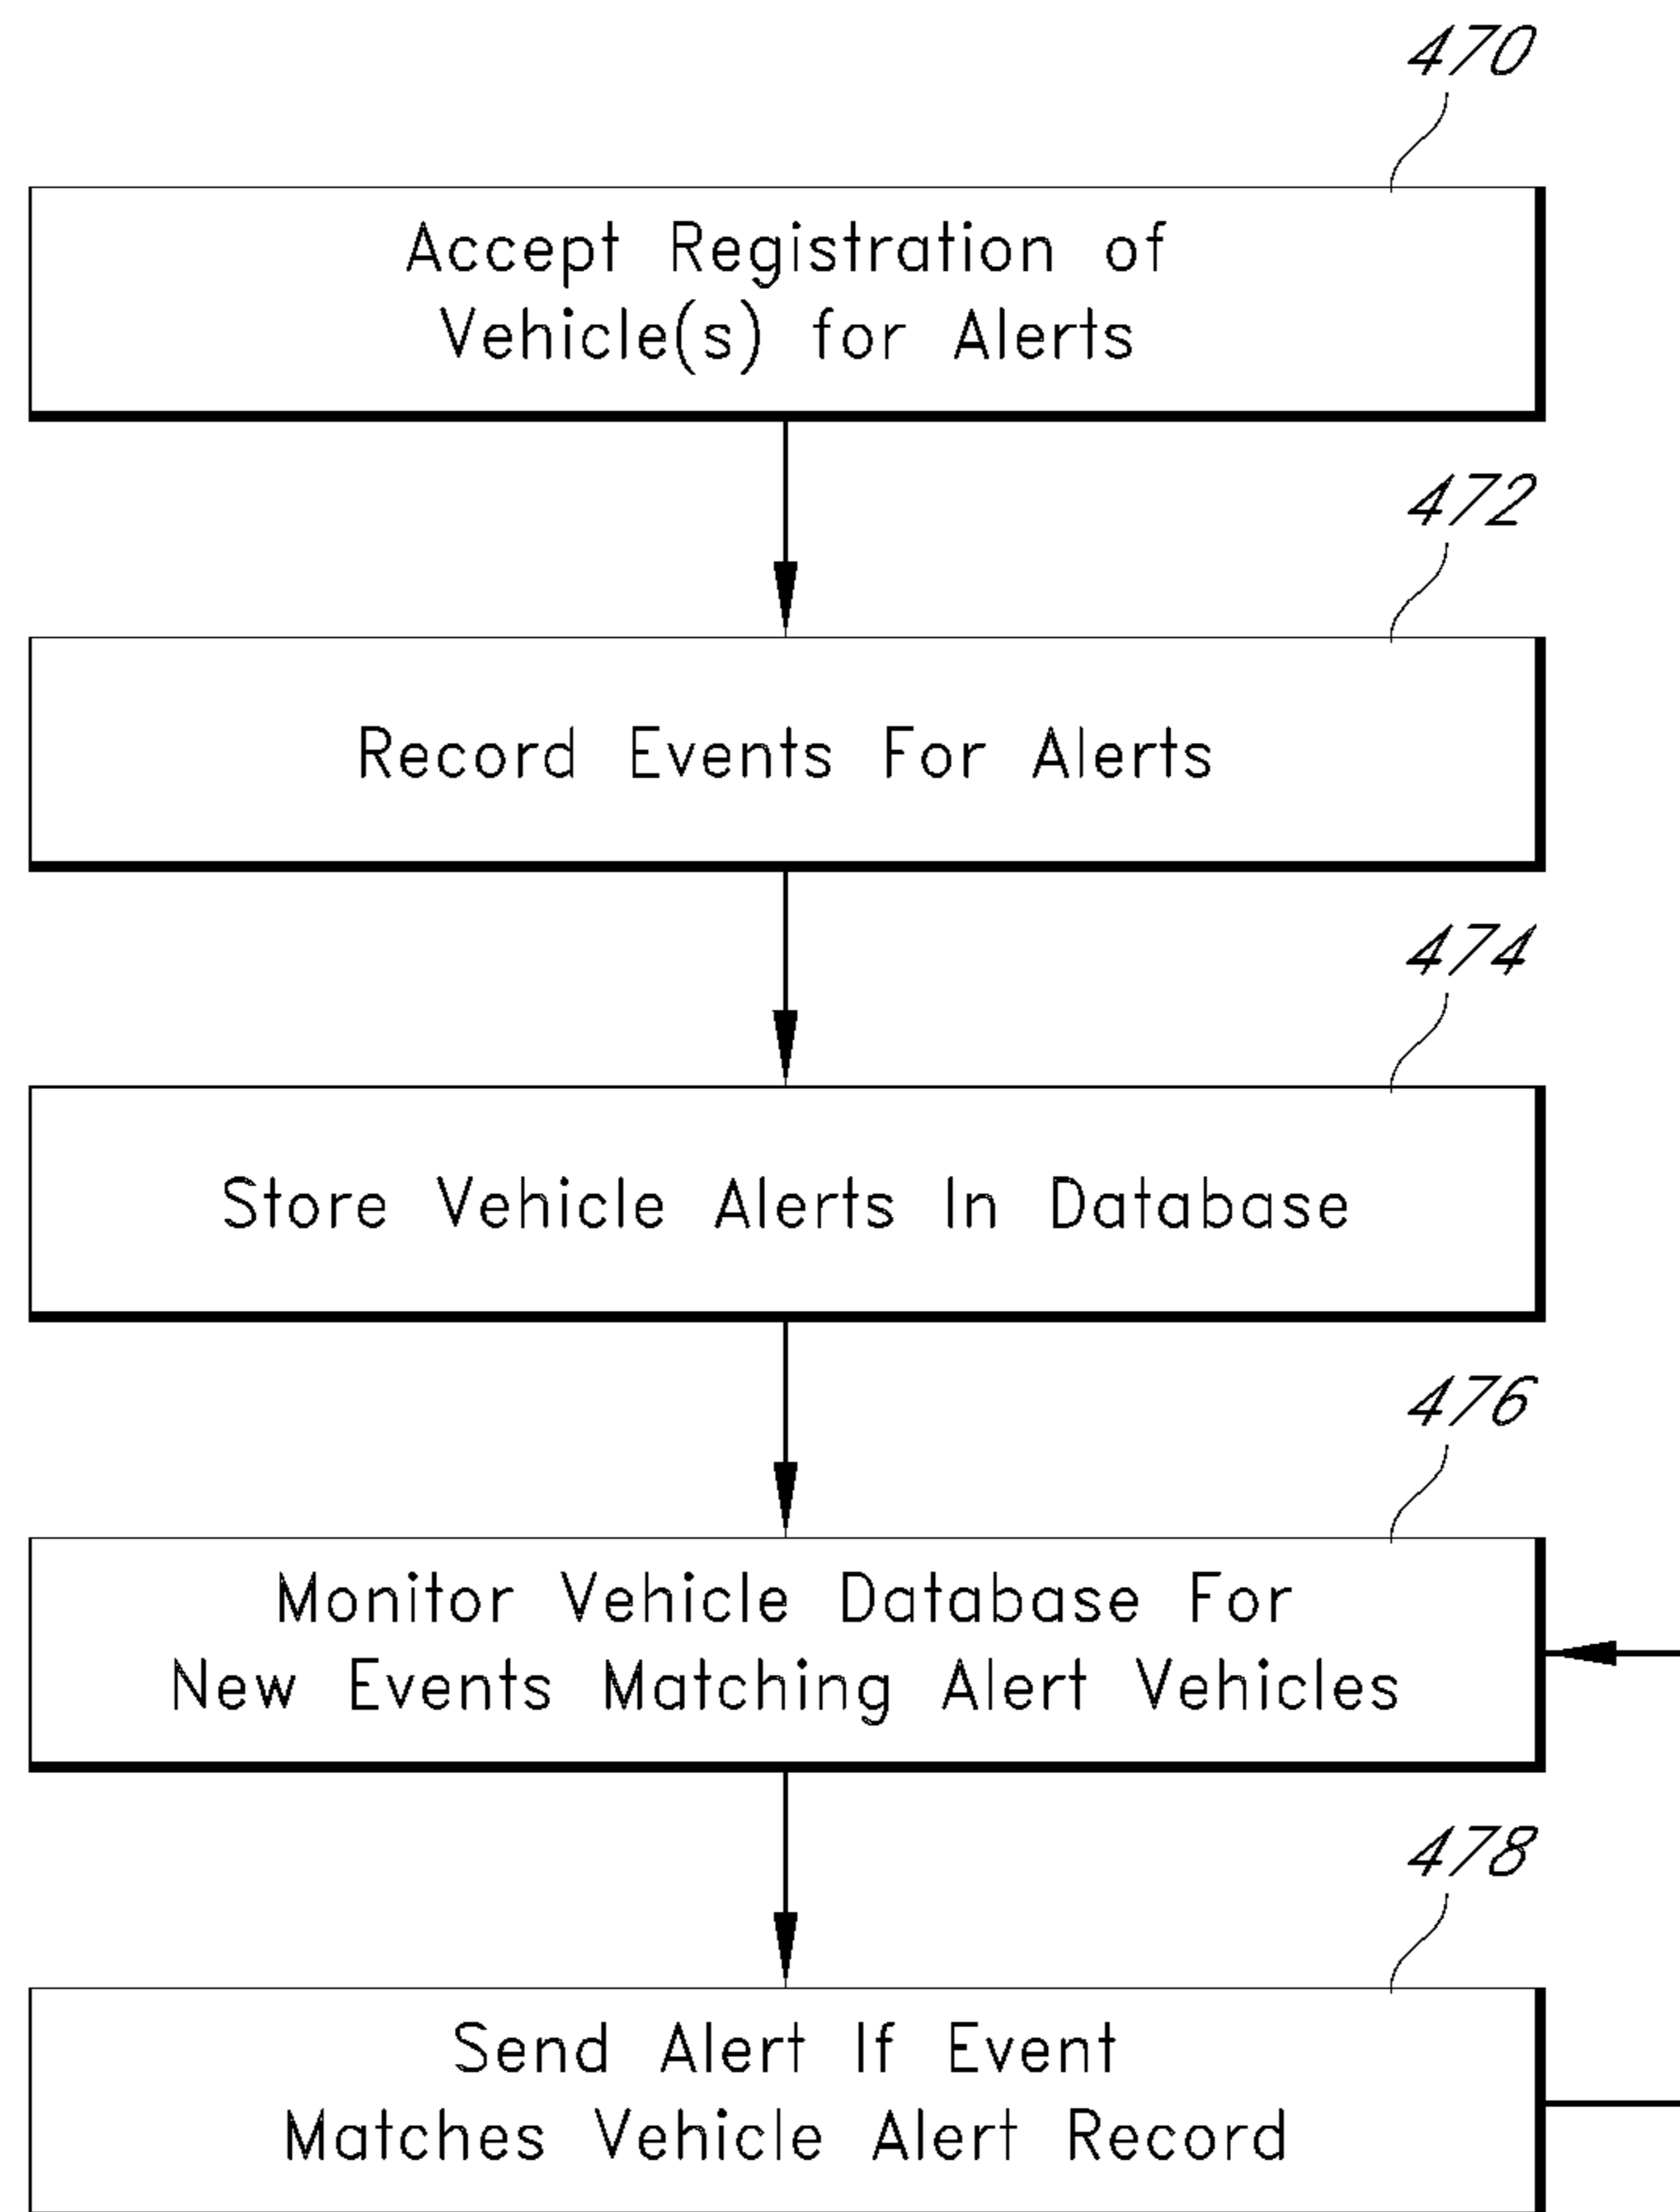 470
Accept Registration of
Vehicle(s) for Alerts
472
Record Events For Alerts
474
Store Vehicle Alerts In Database
476
Monitor Vehicle Database For
New Events Matching Alert Vehicles
478
Send Alert If Event
Matches Vehicle Alert Record